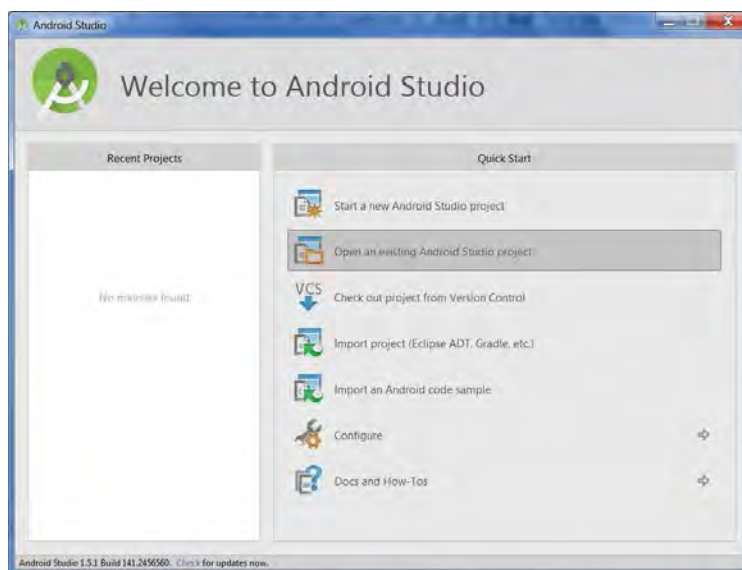 Android Studio
Welcome to Android Studio
Recent Projects
No matches found
Quick Start
Start a new Android Studio project
Open an existing Android Studio project
VCS
Check out project from Version Control
Import project (Eclipse ADT, Gradle, etc.)
Import an Android code sample
Configure
Docs and How-Tos
Android Studio 1.5.1 Build 141.2456560. Check for updates now.